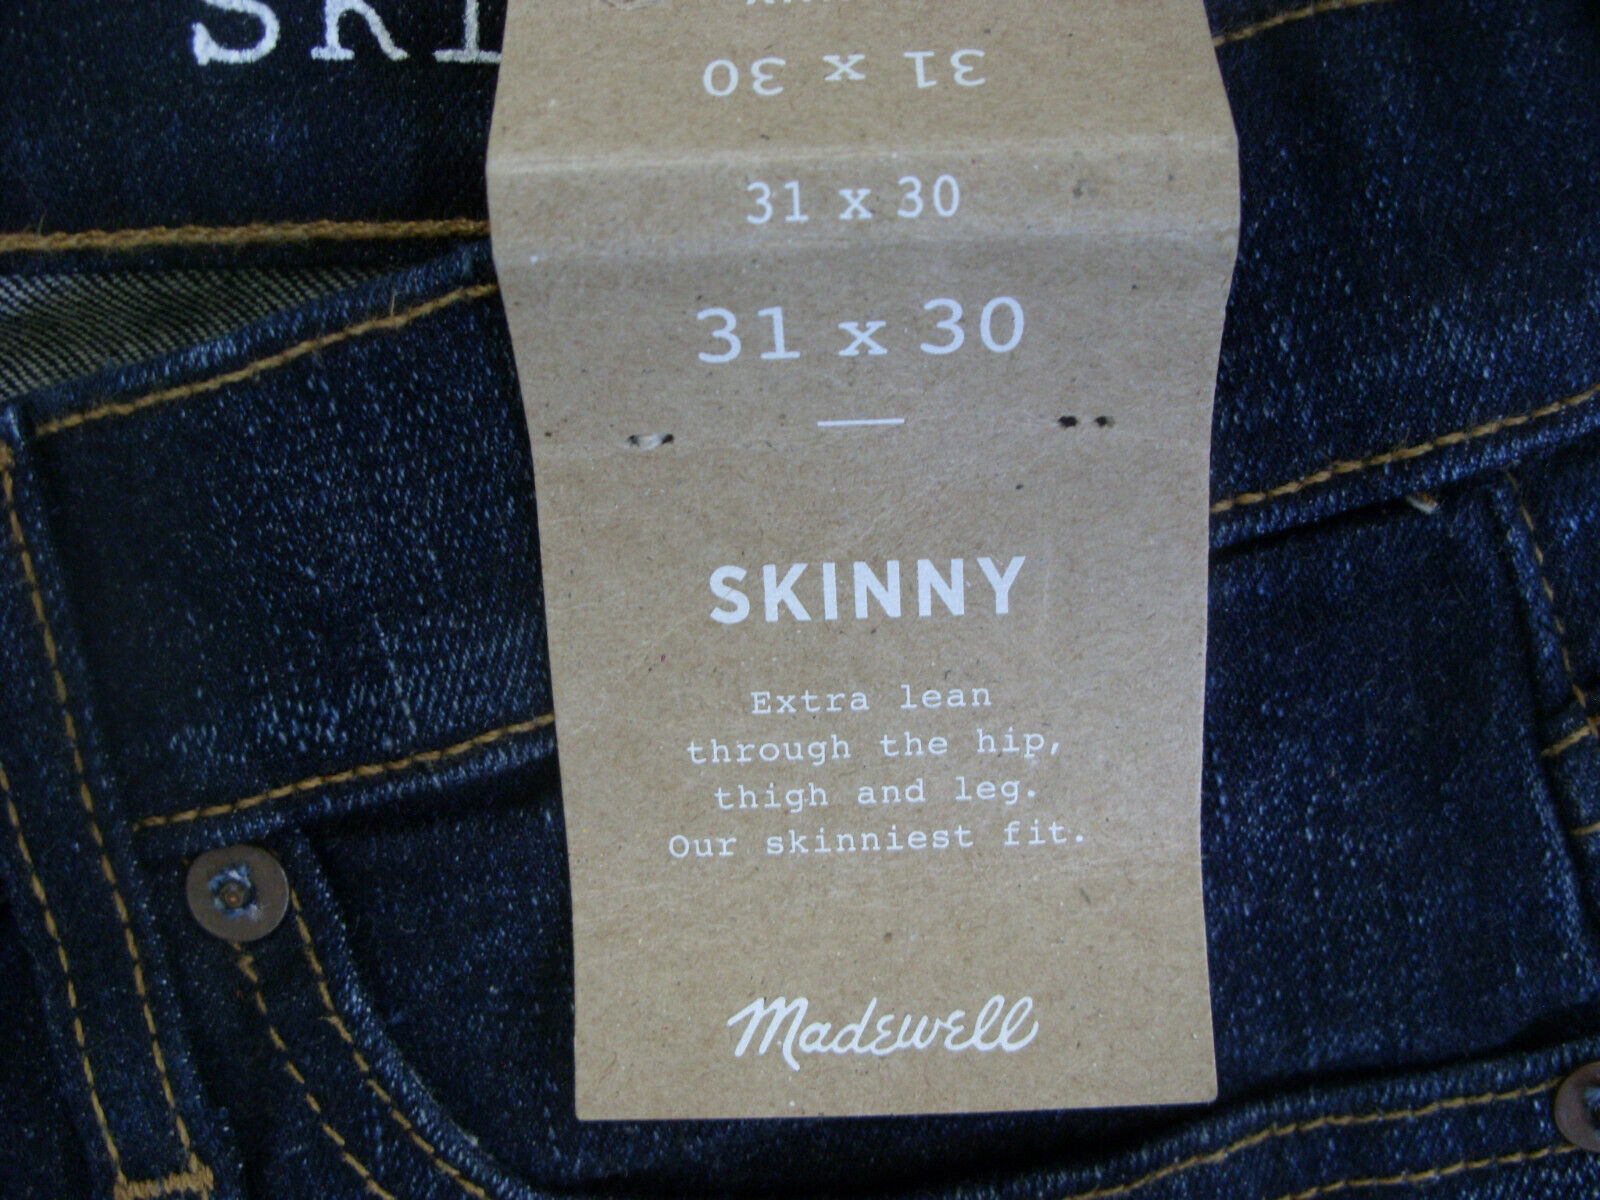 SKI
31 x 30
31 x 30
31 x 30
SKINNY
Extra lean
through the hip,
thigh and leg.
Our skinniest fit.
Madewell